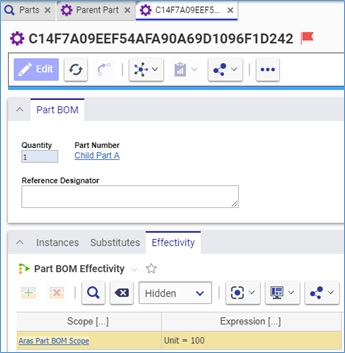 Parts Parent Part C14F7A09EEF5...
C14F7A09EEF54AFA90A69D1096F1D242
Edit
Part BOM
Quantity Part Number
1 Child Part A
Reference Designator
Instances Substitutes Effectivity
Part BOM Effectivity
Hidden
Scope [...] Expression [...]
Aras Part BOM Scope Unit = 100